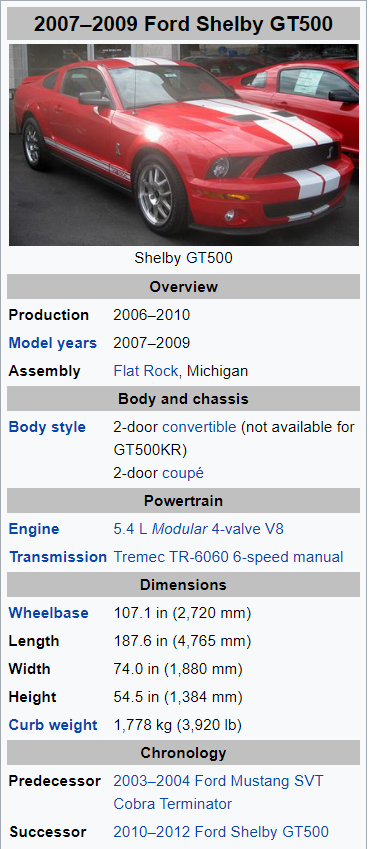 2007–2009 Ford Shelby GT500
Shelby GT500
Overview
Production 2006–2010
Model years 2007–2009
Assembly Flat Rock, Michigan
Body and chassis
Body style 2-door convertible (not available for
GT500KR)
2-door coupé
Powertrain
Engine 5.4 L Modular 4-valve V8
Transmission Tremec TR-6060 6-speed manual
Dimensions
Wheelbase 107.1 in (2,720 mm)
Length 187.6 in (4,765 mm)
Width 74.0 in (1,880 mm)
Height 54.5 in (1,384 mm)
Curb weight 1,778 kg (3,920 lb)
Chronology
Predecessor 2003–2004 Ford Mustang SVT
Cobra Terminator
Successor 2010–2012 Ford Shelby GT500